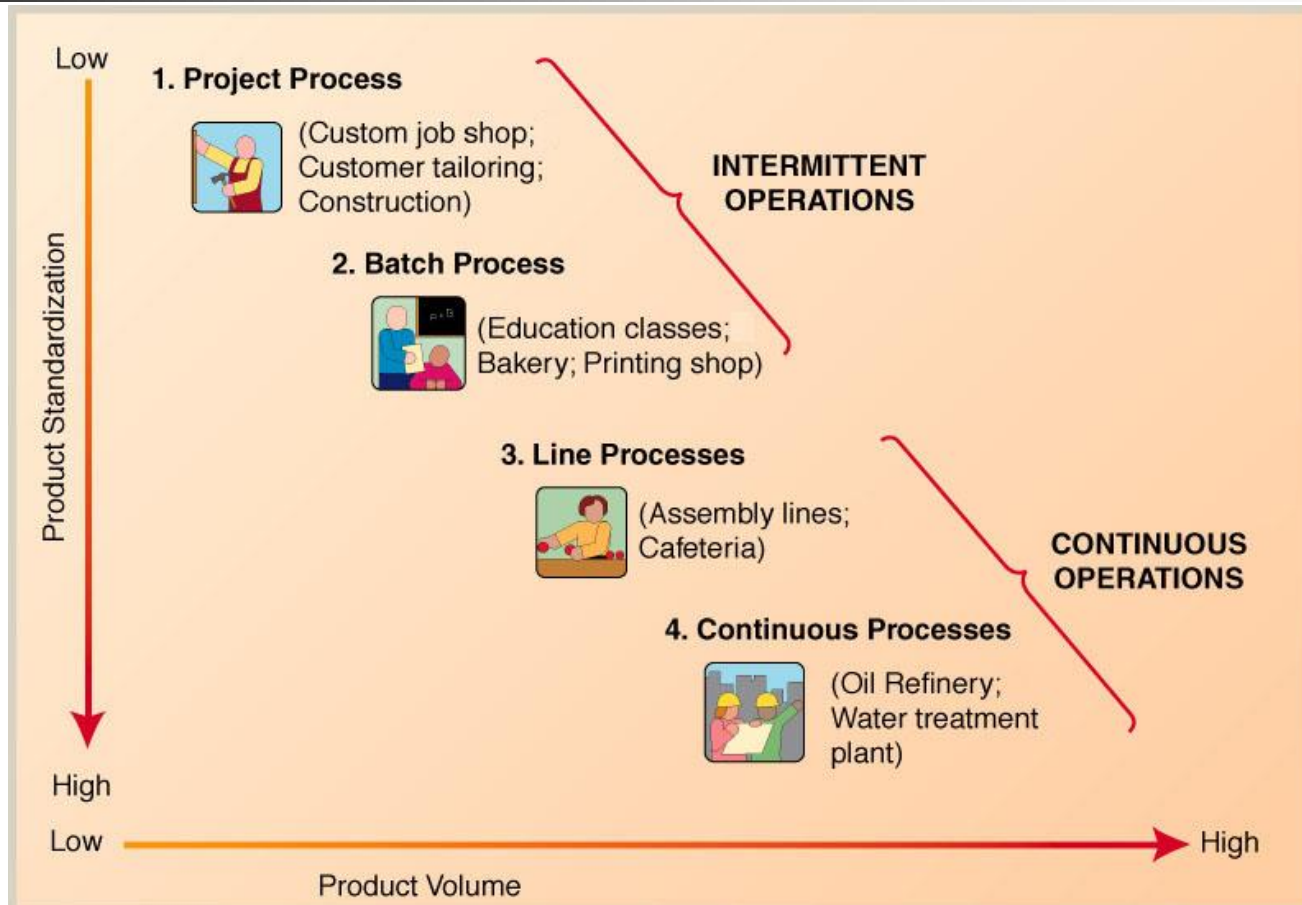 Low
1. Project Process
(Custom job shop;
Customer tailoring;
Construction)
INTERMITTENT
OPERATIONS
2. Batch Process
(Education classes;
Bakery; Printing shop)
Product Standardization
3. Line Processes
(Assembly lines;
Cafeteria)
CONTINUOUS
OPERATIONS
4. Continuous Processes
(Oil Refinery;
Water treatment
plant)
High
Low
High
Product Volume